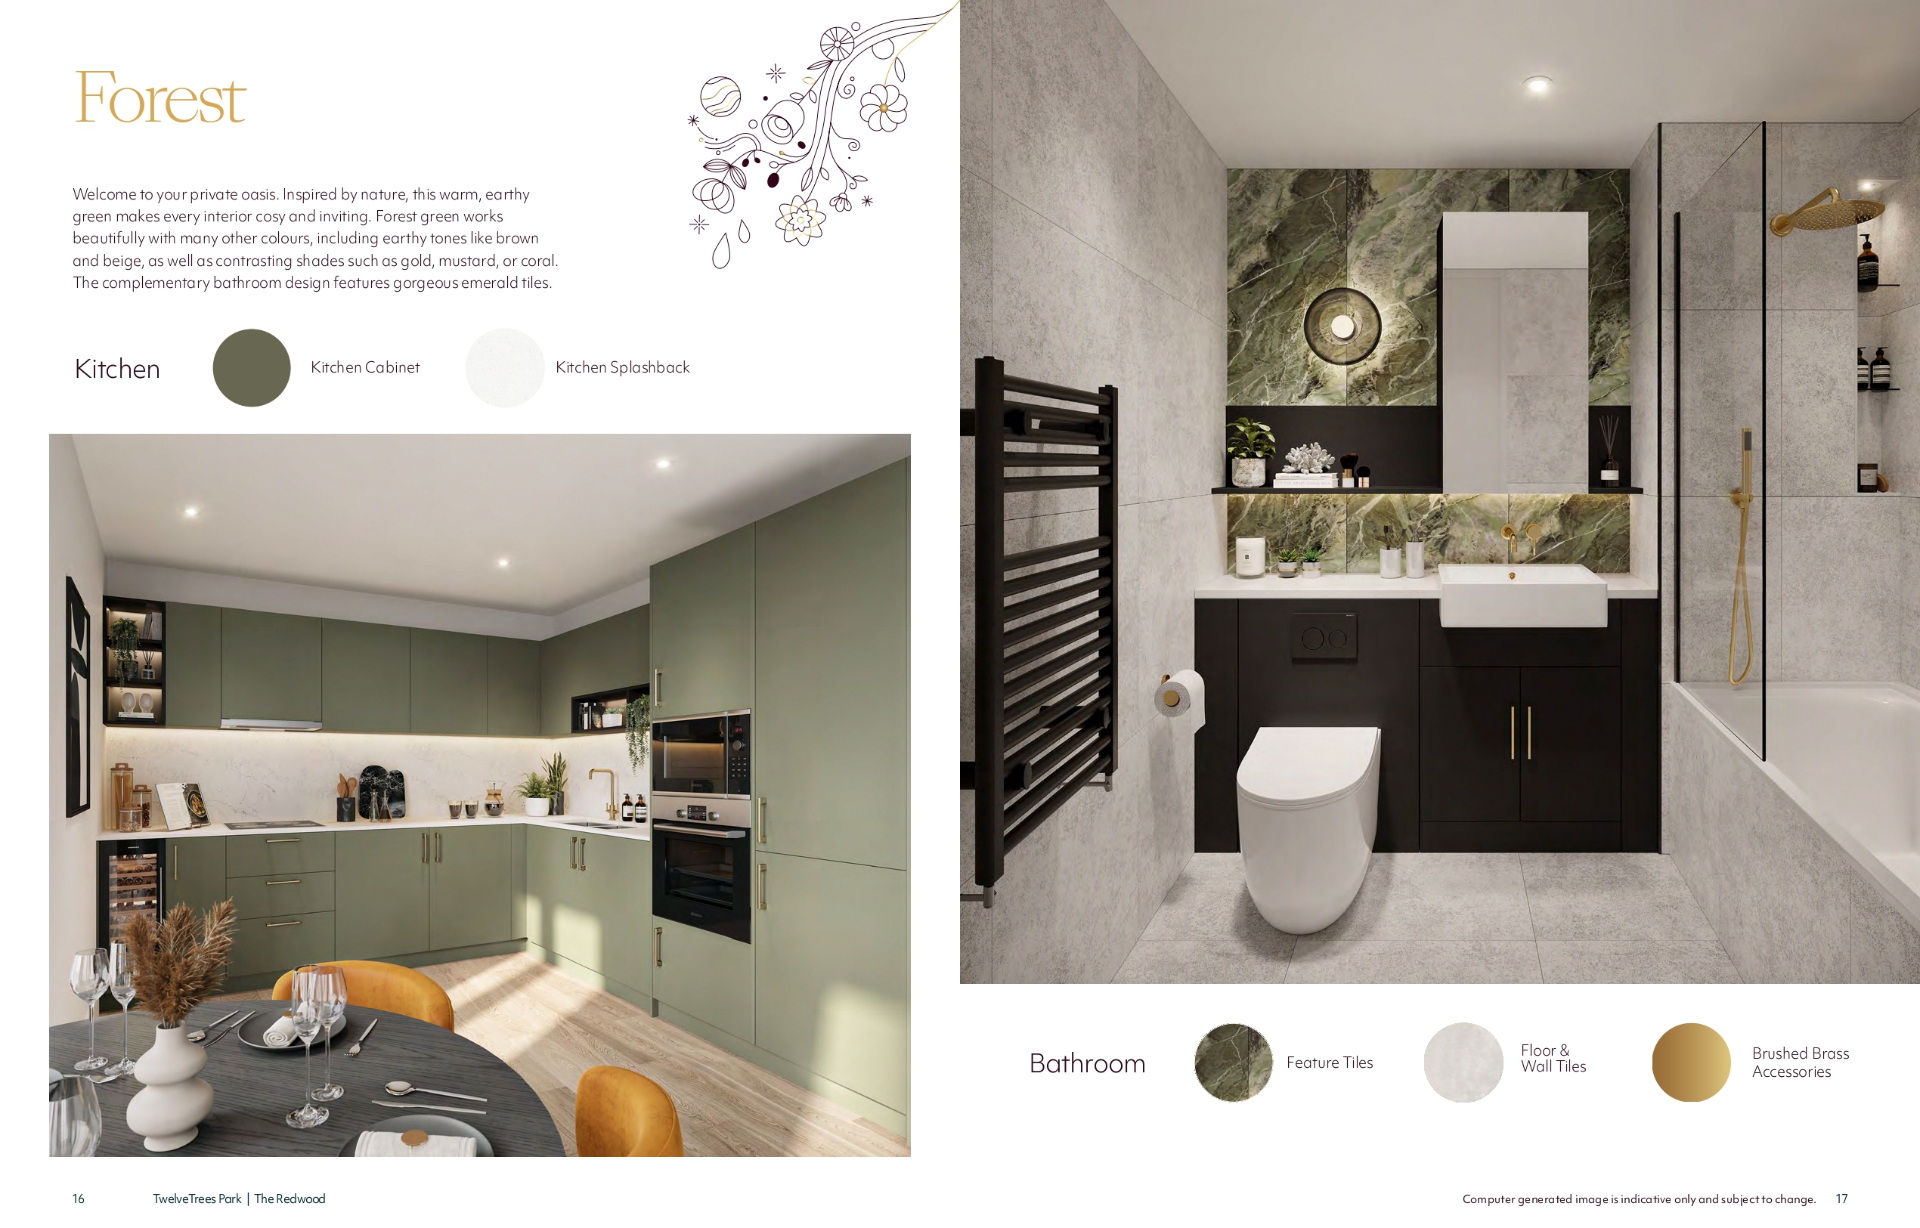 Forest
Welcome to your private oasis. Inspired by nature, this warm, earthy
green makes every interior cosy and inviting. Forest green works
beautifully with many other colours, including earthy tones like brown
and beige, as well as contrasting shades such as gold, mustard, or coral.
The complementary bathroom design features gorgeous emerald tiles.
Kitchen
Kitchen Cabinet
Kitchen Splashback
Bathroom
Feature Tiles
Floor &
Wall Tiles
Brushed Brass
Accessories
16
TwelveTrees Park | The Redwood
Computer generated image is indicative only and subject to change.
17